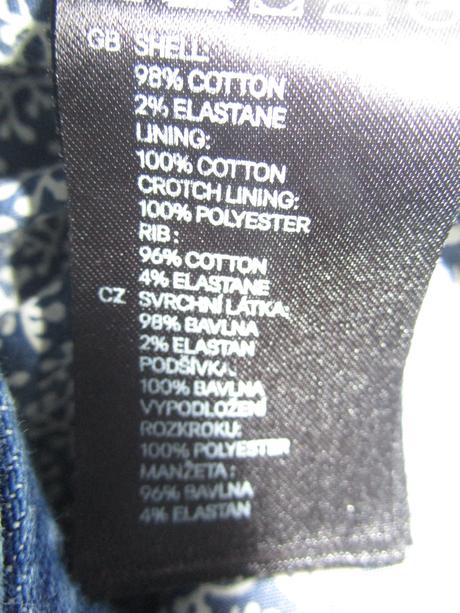 GB SHELL:
98% COTTON
2% ELASTANE
LINING:
100% COTTON
CROTCH LINING:
100% POLYESTER
RIB:
96% COTTON
4% ELASTANE
CZ SVRCHNÍ LÁTKA:
98% BAVLNA
2% ELASTAN
PODŠÍVKA:
100% BAVLNA
VYPODLOŽENÍ
ROZKROKU:
100% POLYESTER
MANŽETA:
96% BAVLNA
4% ELASTAN